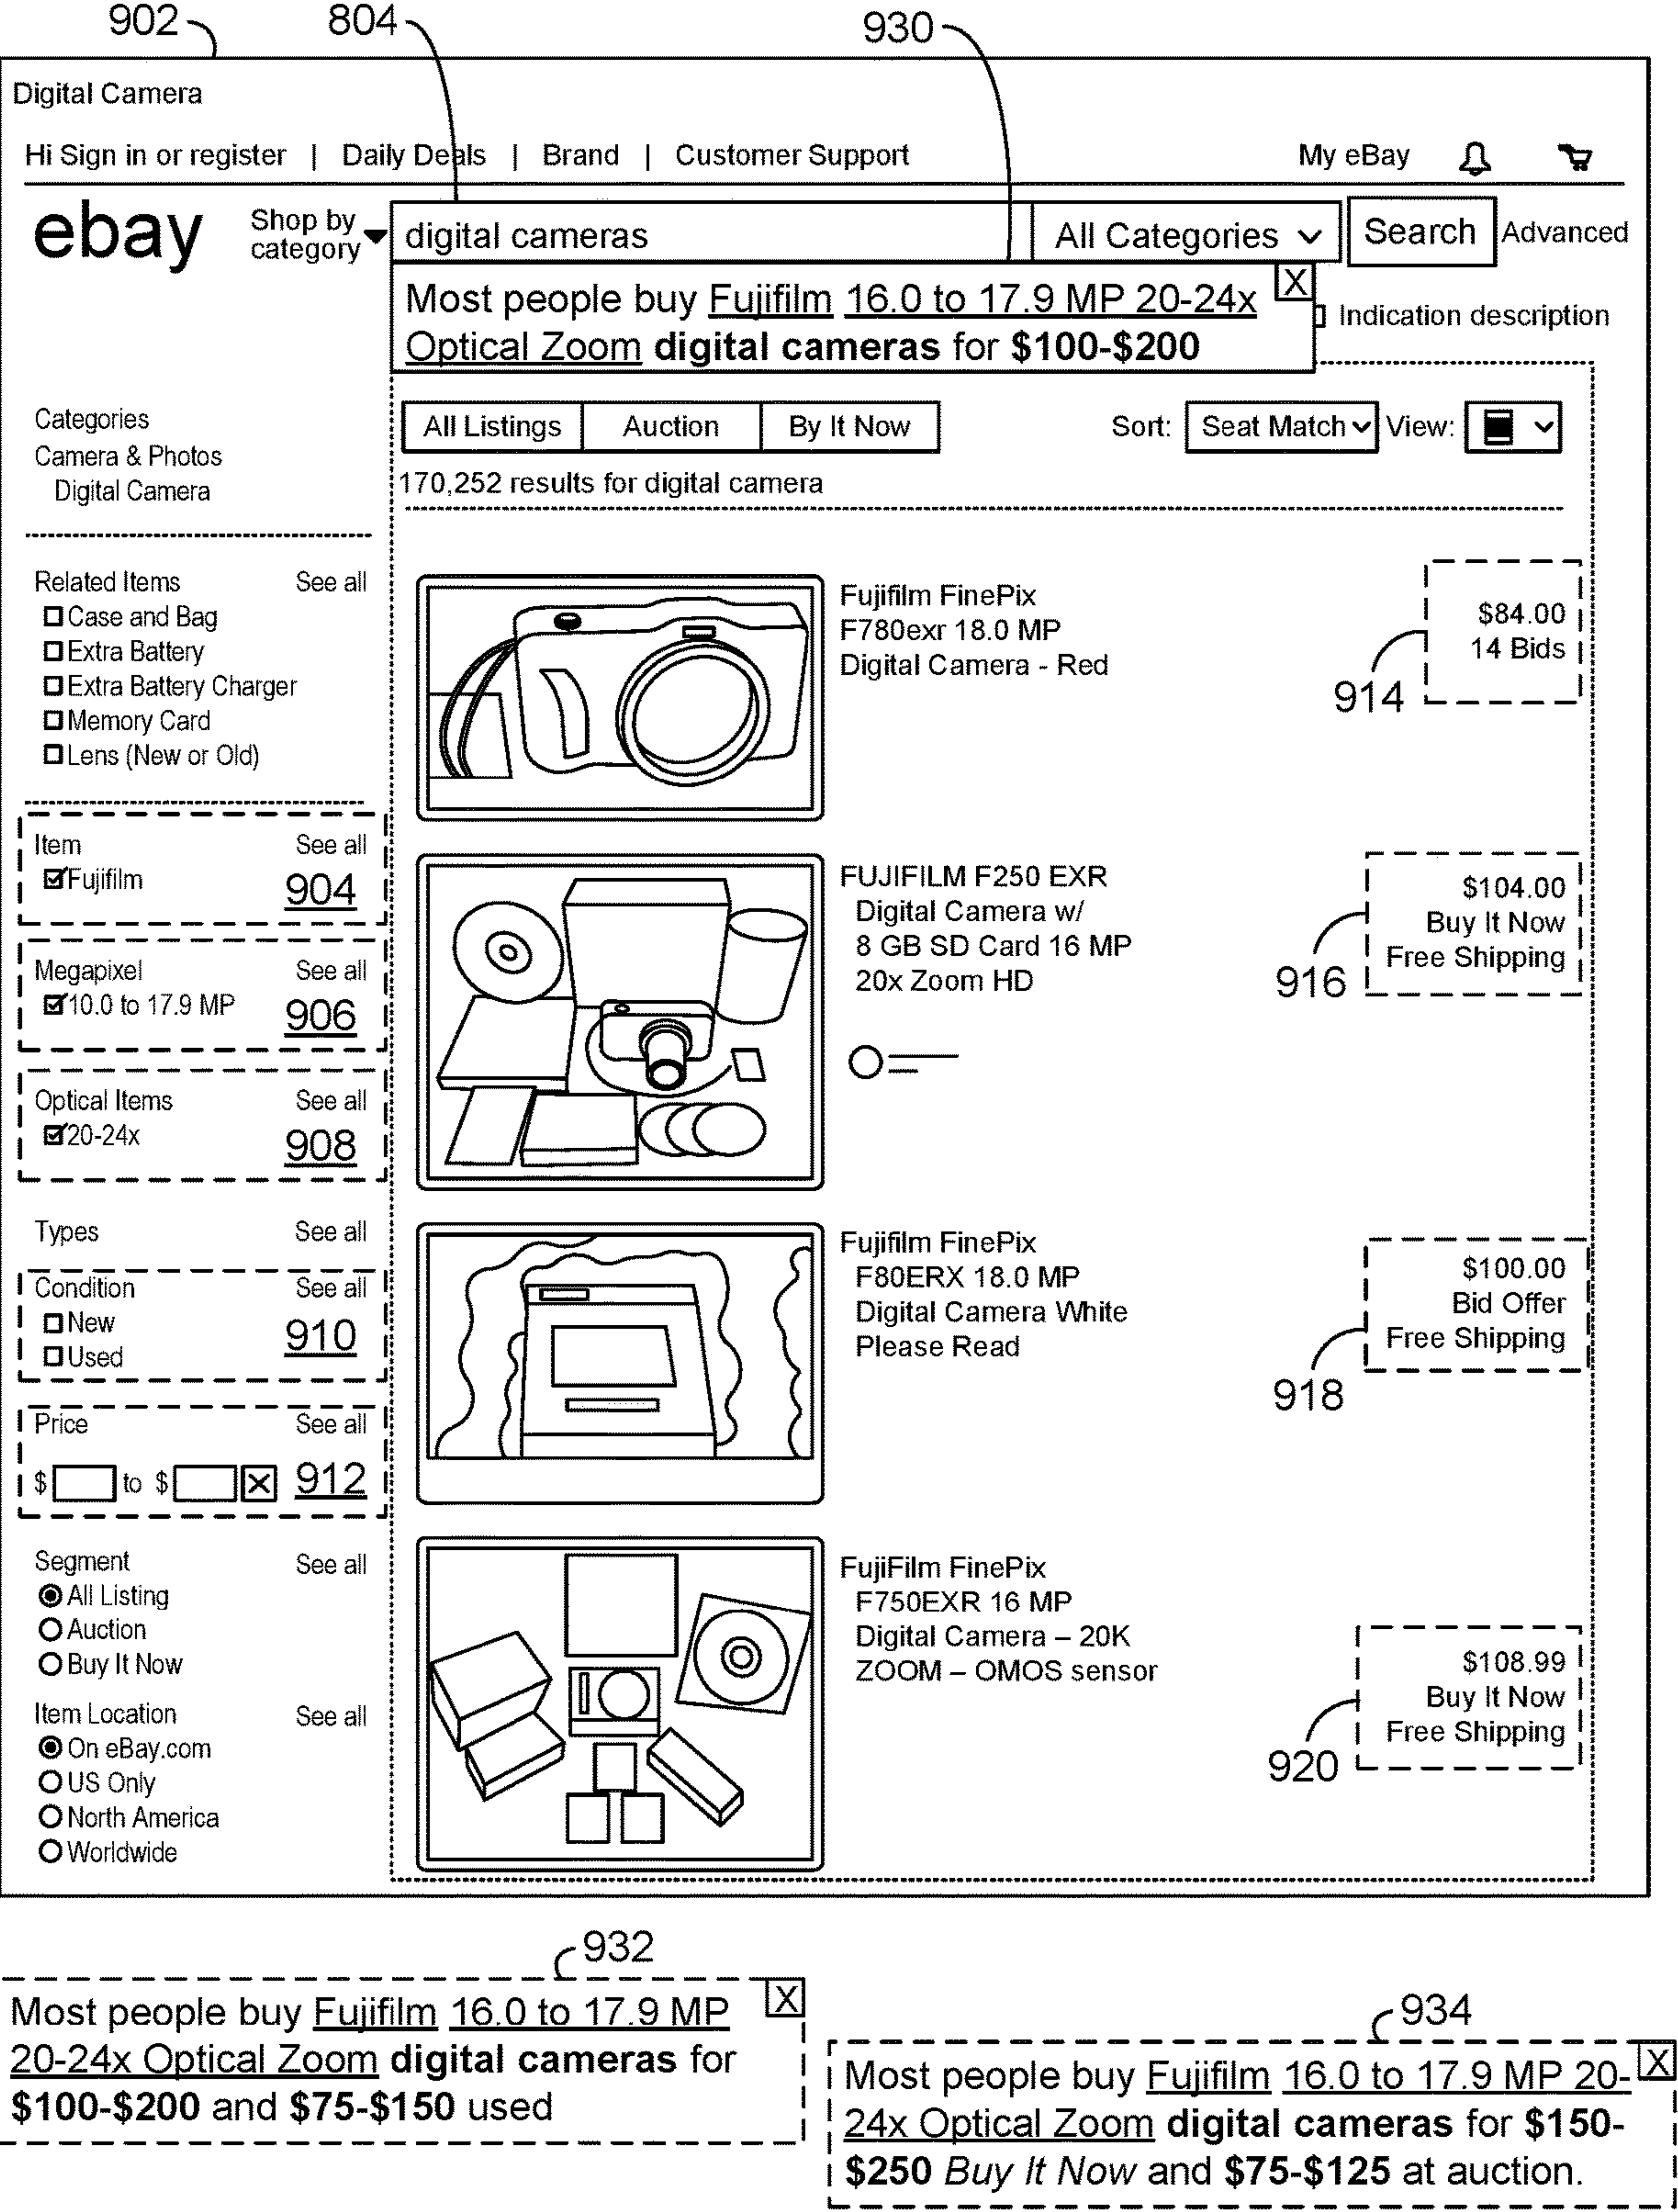 902 804 930
Digital Camera
Hi Sign in or register | Daily Deals | Brand | Customer Support My eBay
ebay Shop by category digital cameras All Categories Search Advanced
Most people buy Fujifilm 16.0 to 17.9 MP 20-24x X
Optical Zoom digital cameras for $100-$200
Indication description
Categories
Camera & Photos
Digital Camera
All Listings Auction By It Now Sort: Seat Match View:
170,252 results for digital camera
Related Items See all
Case and Bag
Extra Battery
Extra Battery Charger
Memory Card
Lens (New or Old)
Item See all
Fujifilm 904
Megapixel See all
10.0 to 17.9 MP 906
Optical Items See all
20-24x 908
Types See all
Condition See all
New 910
Used
Price See all
$ to $ X 912
Segment See all
All Listing
Auction
Buy It Now
Item Location See all
On eBay.com
US Only
North America
Worldwide
Fujifilm FinePix
F780exr 18.0 MP
Digital Camera - Red
$84.00
14 Bids
914
FUJIFILM F250 EXR
Digital Camera w/
8 GB SD Card 16 MP
20x Zoom HD
$104.00
Buy It Now
Free Shipping
916
Fujifilm FinePix
F80ERX 18.0 MP
Digital Camera White
Please Read
$100.00
Bid Offer
Free Shipping
918
FujiFilm FinePix
F750EXR 16 MP
Digital Camera – 20K
ZOOM – OMOS sensor
$108.99
Buy It Now
Free Shipping
920
932
Most people buy Fujifilm 16.0 to 17.9 MP X
20-24x Optical Zoom digital cameras for
$100-$200 and $75-$150 used
934
Most people buy Fujifilm 16.0 to 17.9 MP 20- X
24x Optical Zoom digital cameras for $150-
$250 Buy It Now and $75-$125 at auction.